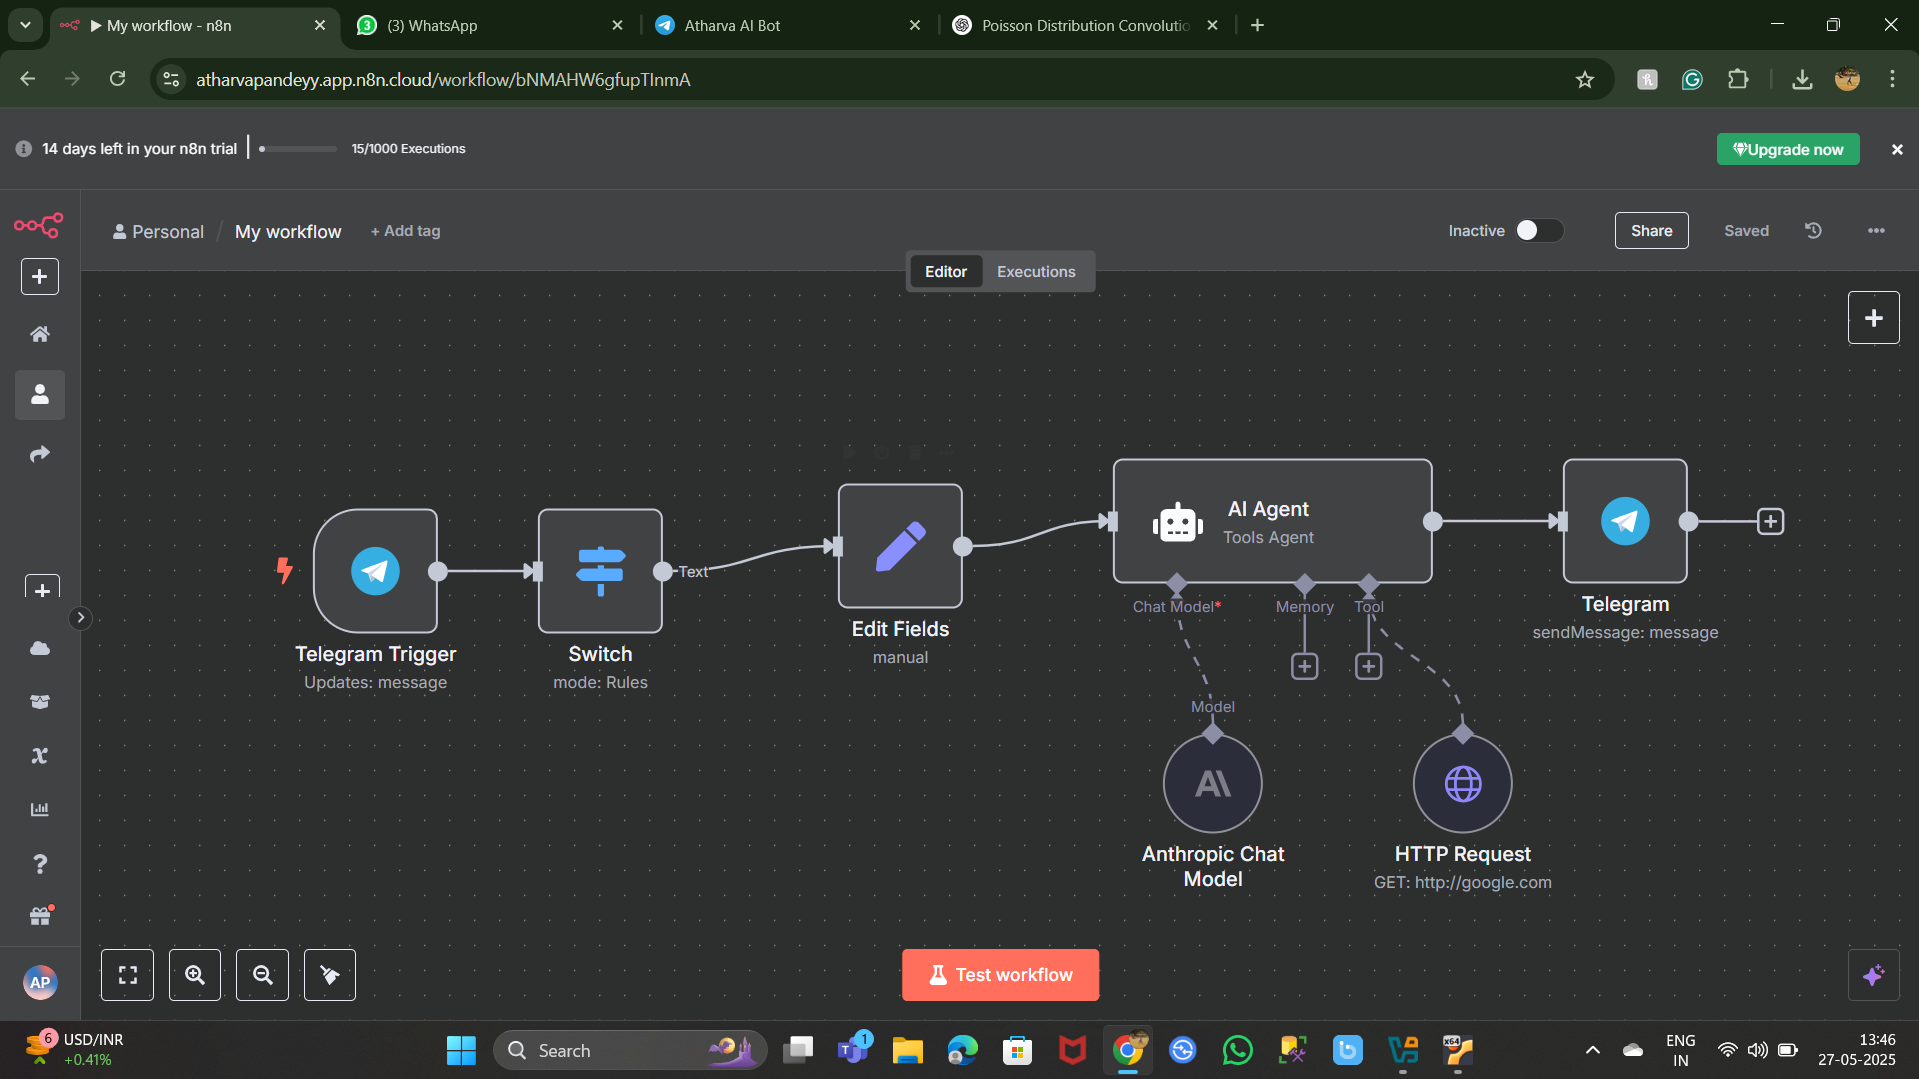 ▶ My workflow - n8n
3
(3) WhatsApp
Atharva AI Bot
Poisson Distribution Convolutio
atharvapandeyy.app.n8n.cloud/workflow/bNMAHW6gfupTlnmA
14 days left in your n8n trial
15/1000 Executions
Upgrade now
Personal / My workflow
+ Add tag
Inactive
Share
Saved
Editor
Executions
AI Agent
Tools Agent
Text
Chat Model*
Memory
Tool
Telegram
sendMessage: message
Edit Fields
manual
Telegram Trigger
Updates: message
Switch
mode: Rules
Model
Anthropic Chat
Model
HTTP Request
GET: http://google.com
AP
Test workflow
6
USD/INR
+0.41%
Search
1
x64
ENG
IN
13:46
27-05-2025